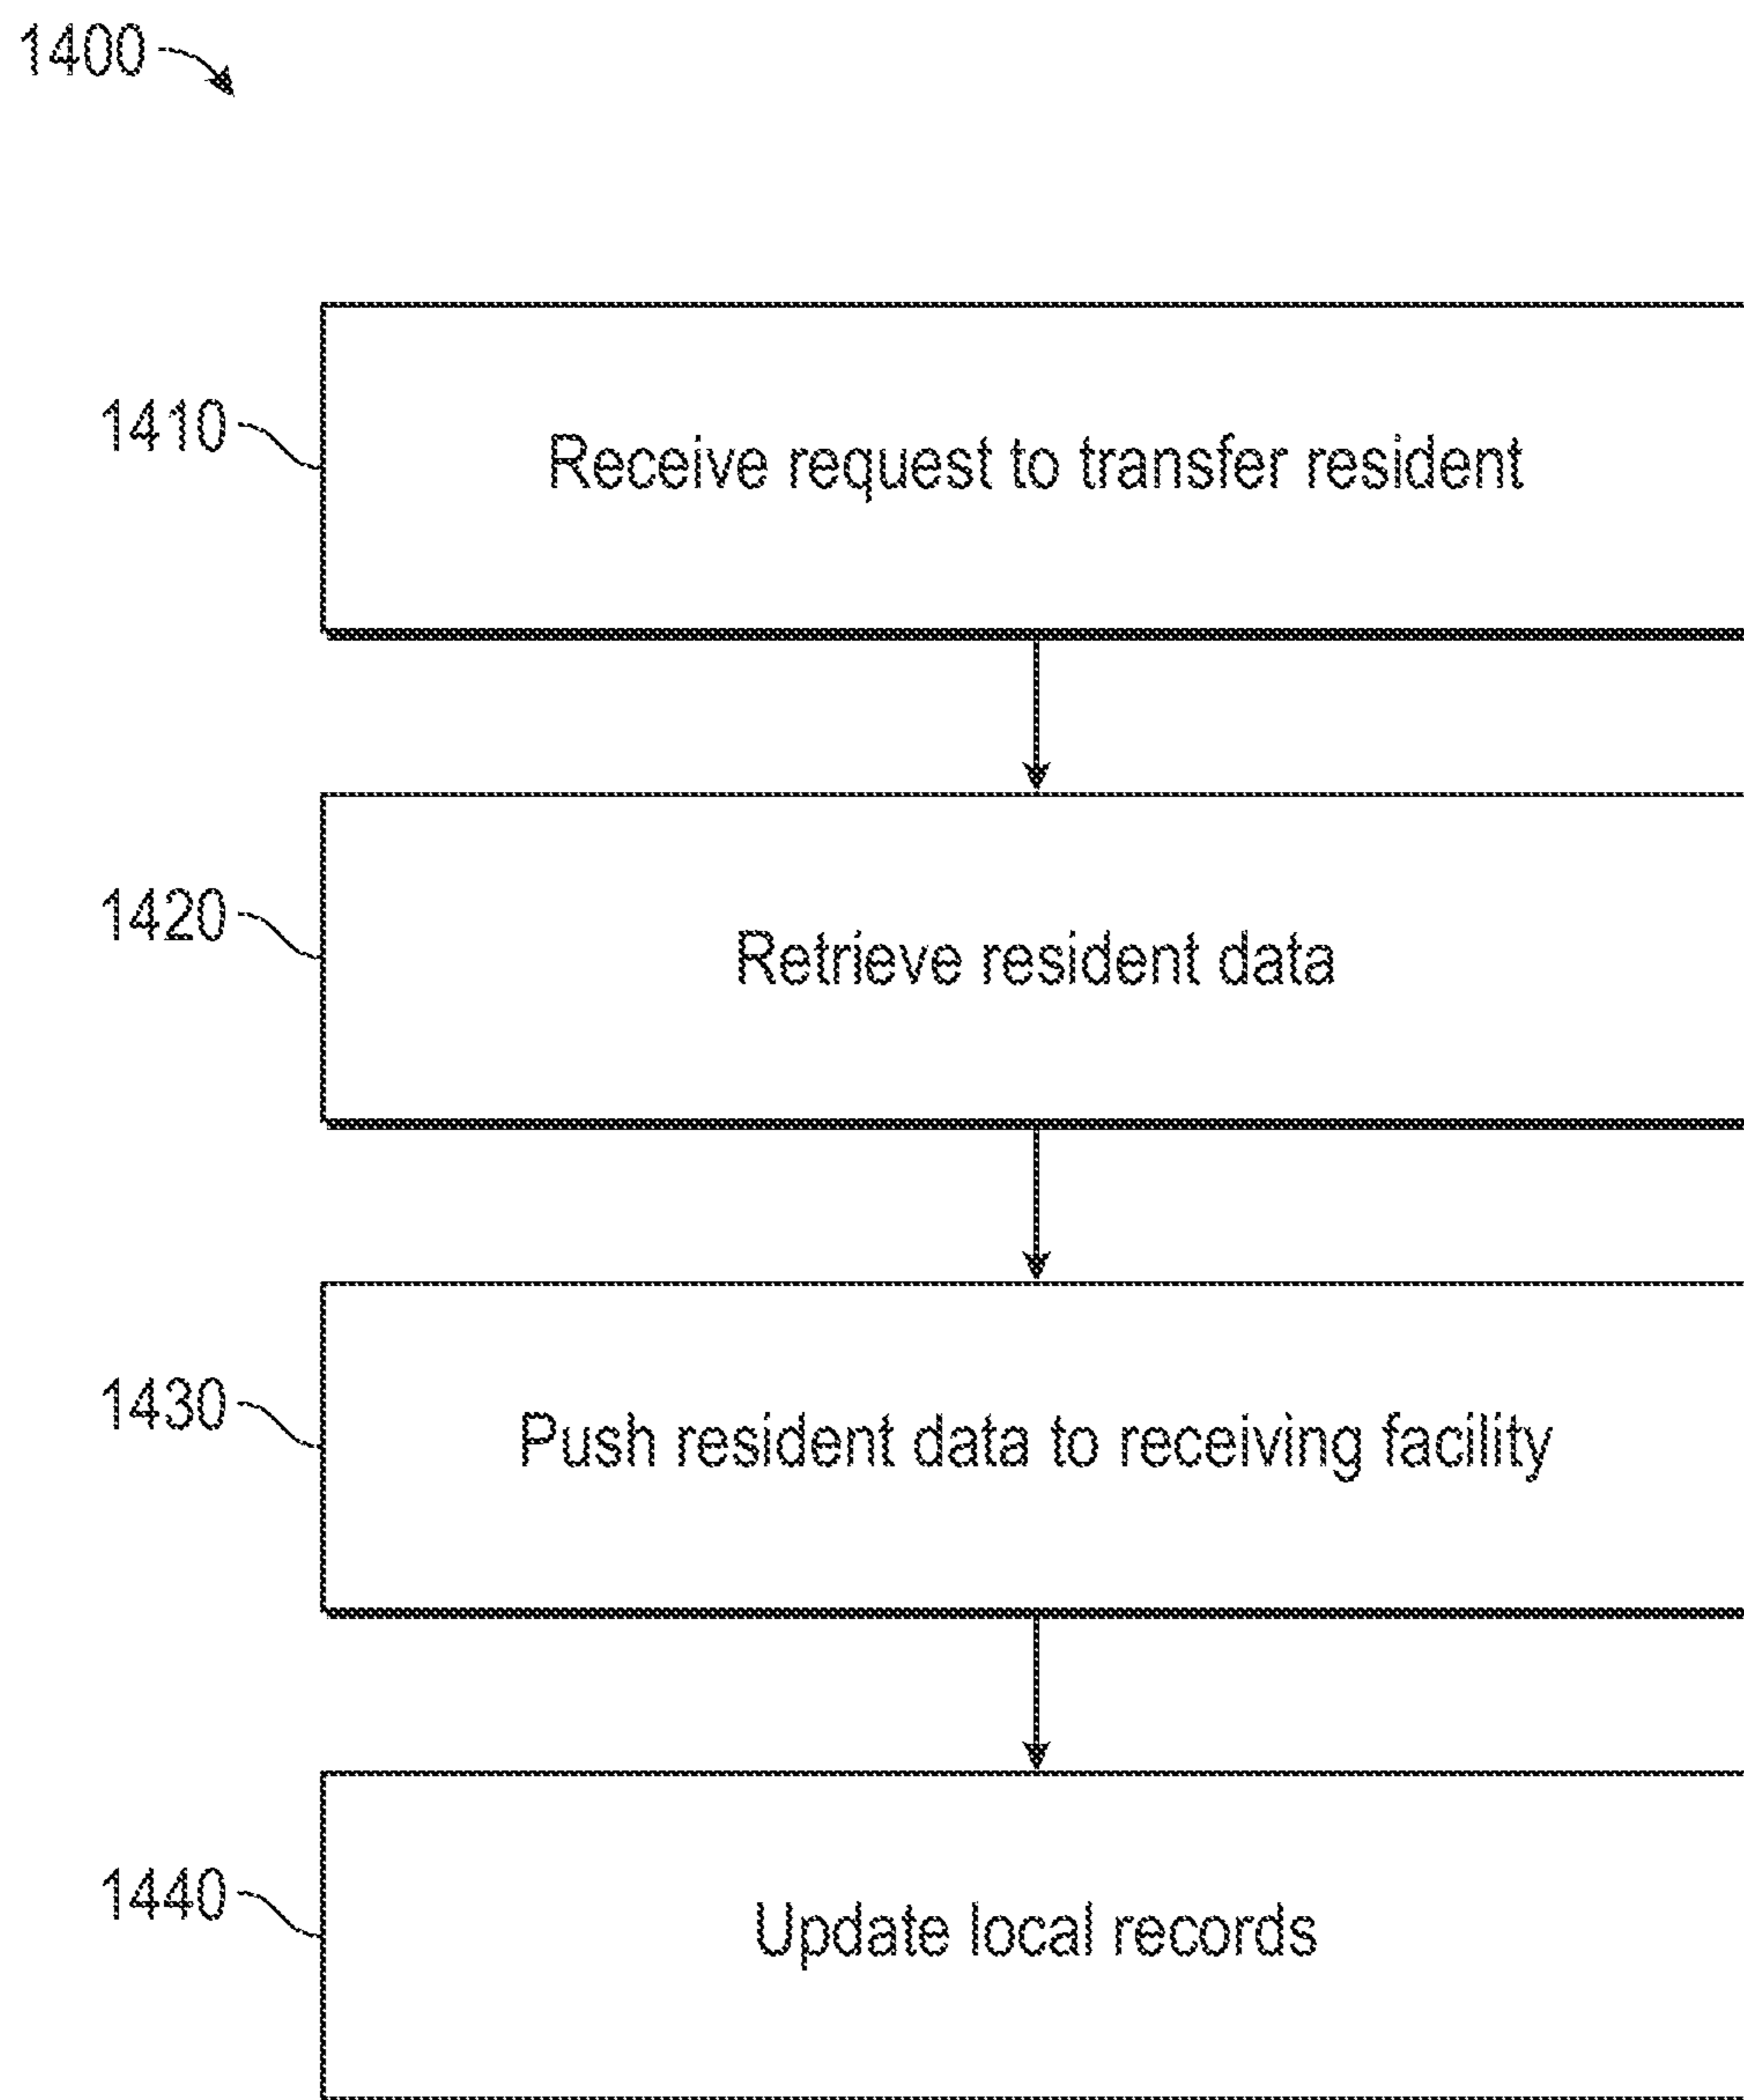 1400
1410
Receive request to transfer resident
1420
Retrieve resident data
1430
Push resident data to receiving facility
1440
Update local records